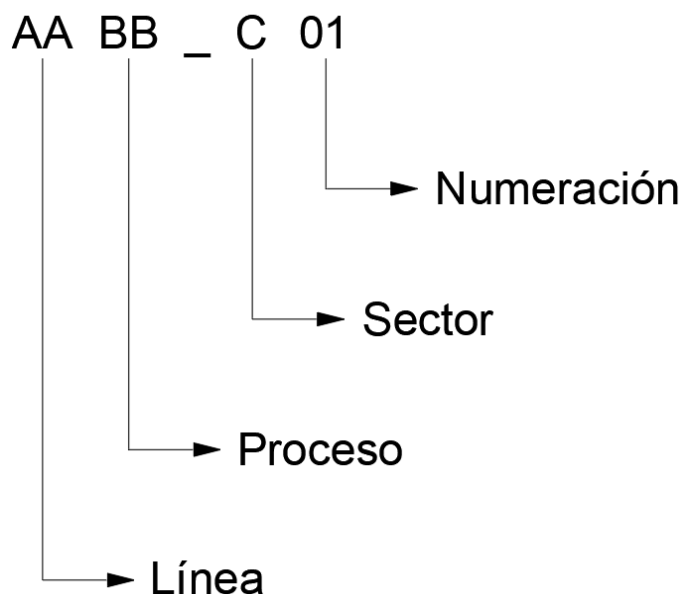 AA BB _ C 01
Numeración
Sector
Proceso
Línea